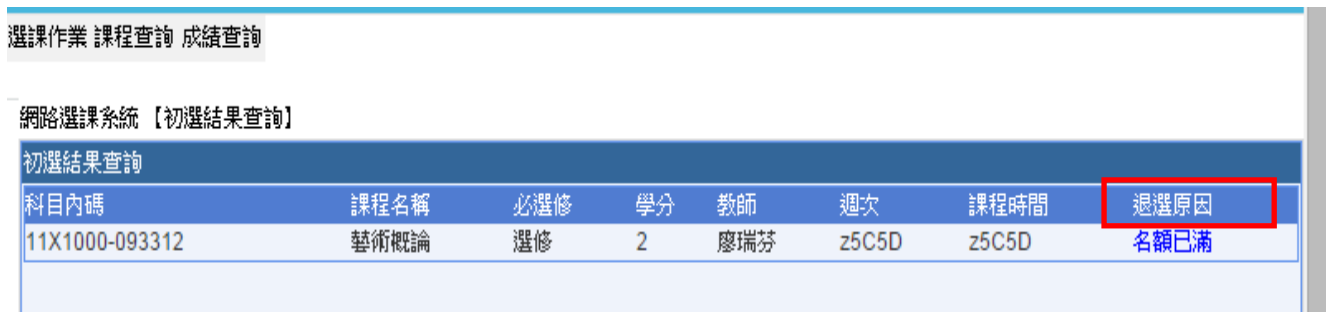 選課作業 課程查詢 成績查詢
網路選課系統 【初選結果查詢】
初選結果查詢
科目內碼 課程名稱 必選修 學分 教師 週次 課程時間 退選原因
11X1000-093312 藝術概論 選修 2 廖瑞芬 z5C5D z5C5D 名額已滿